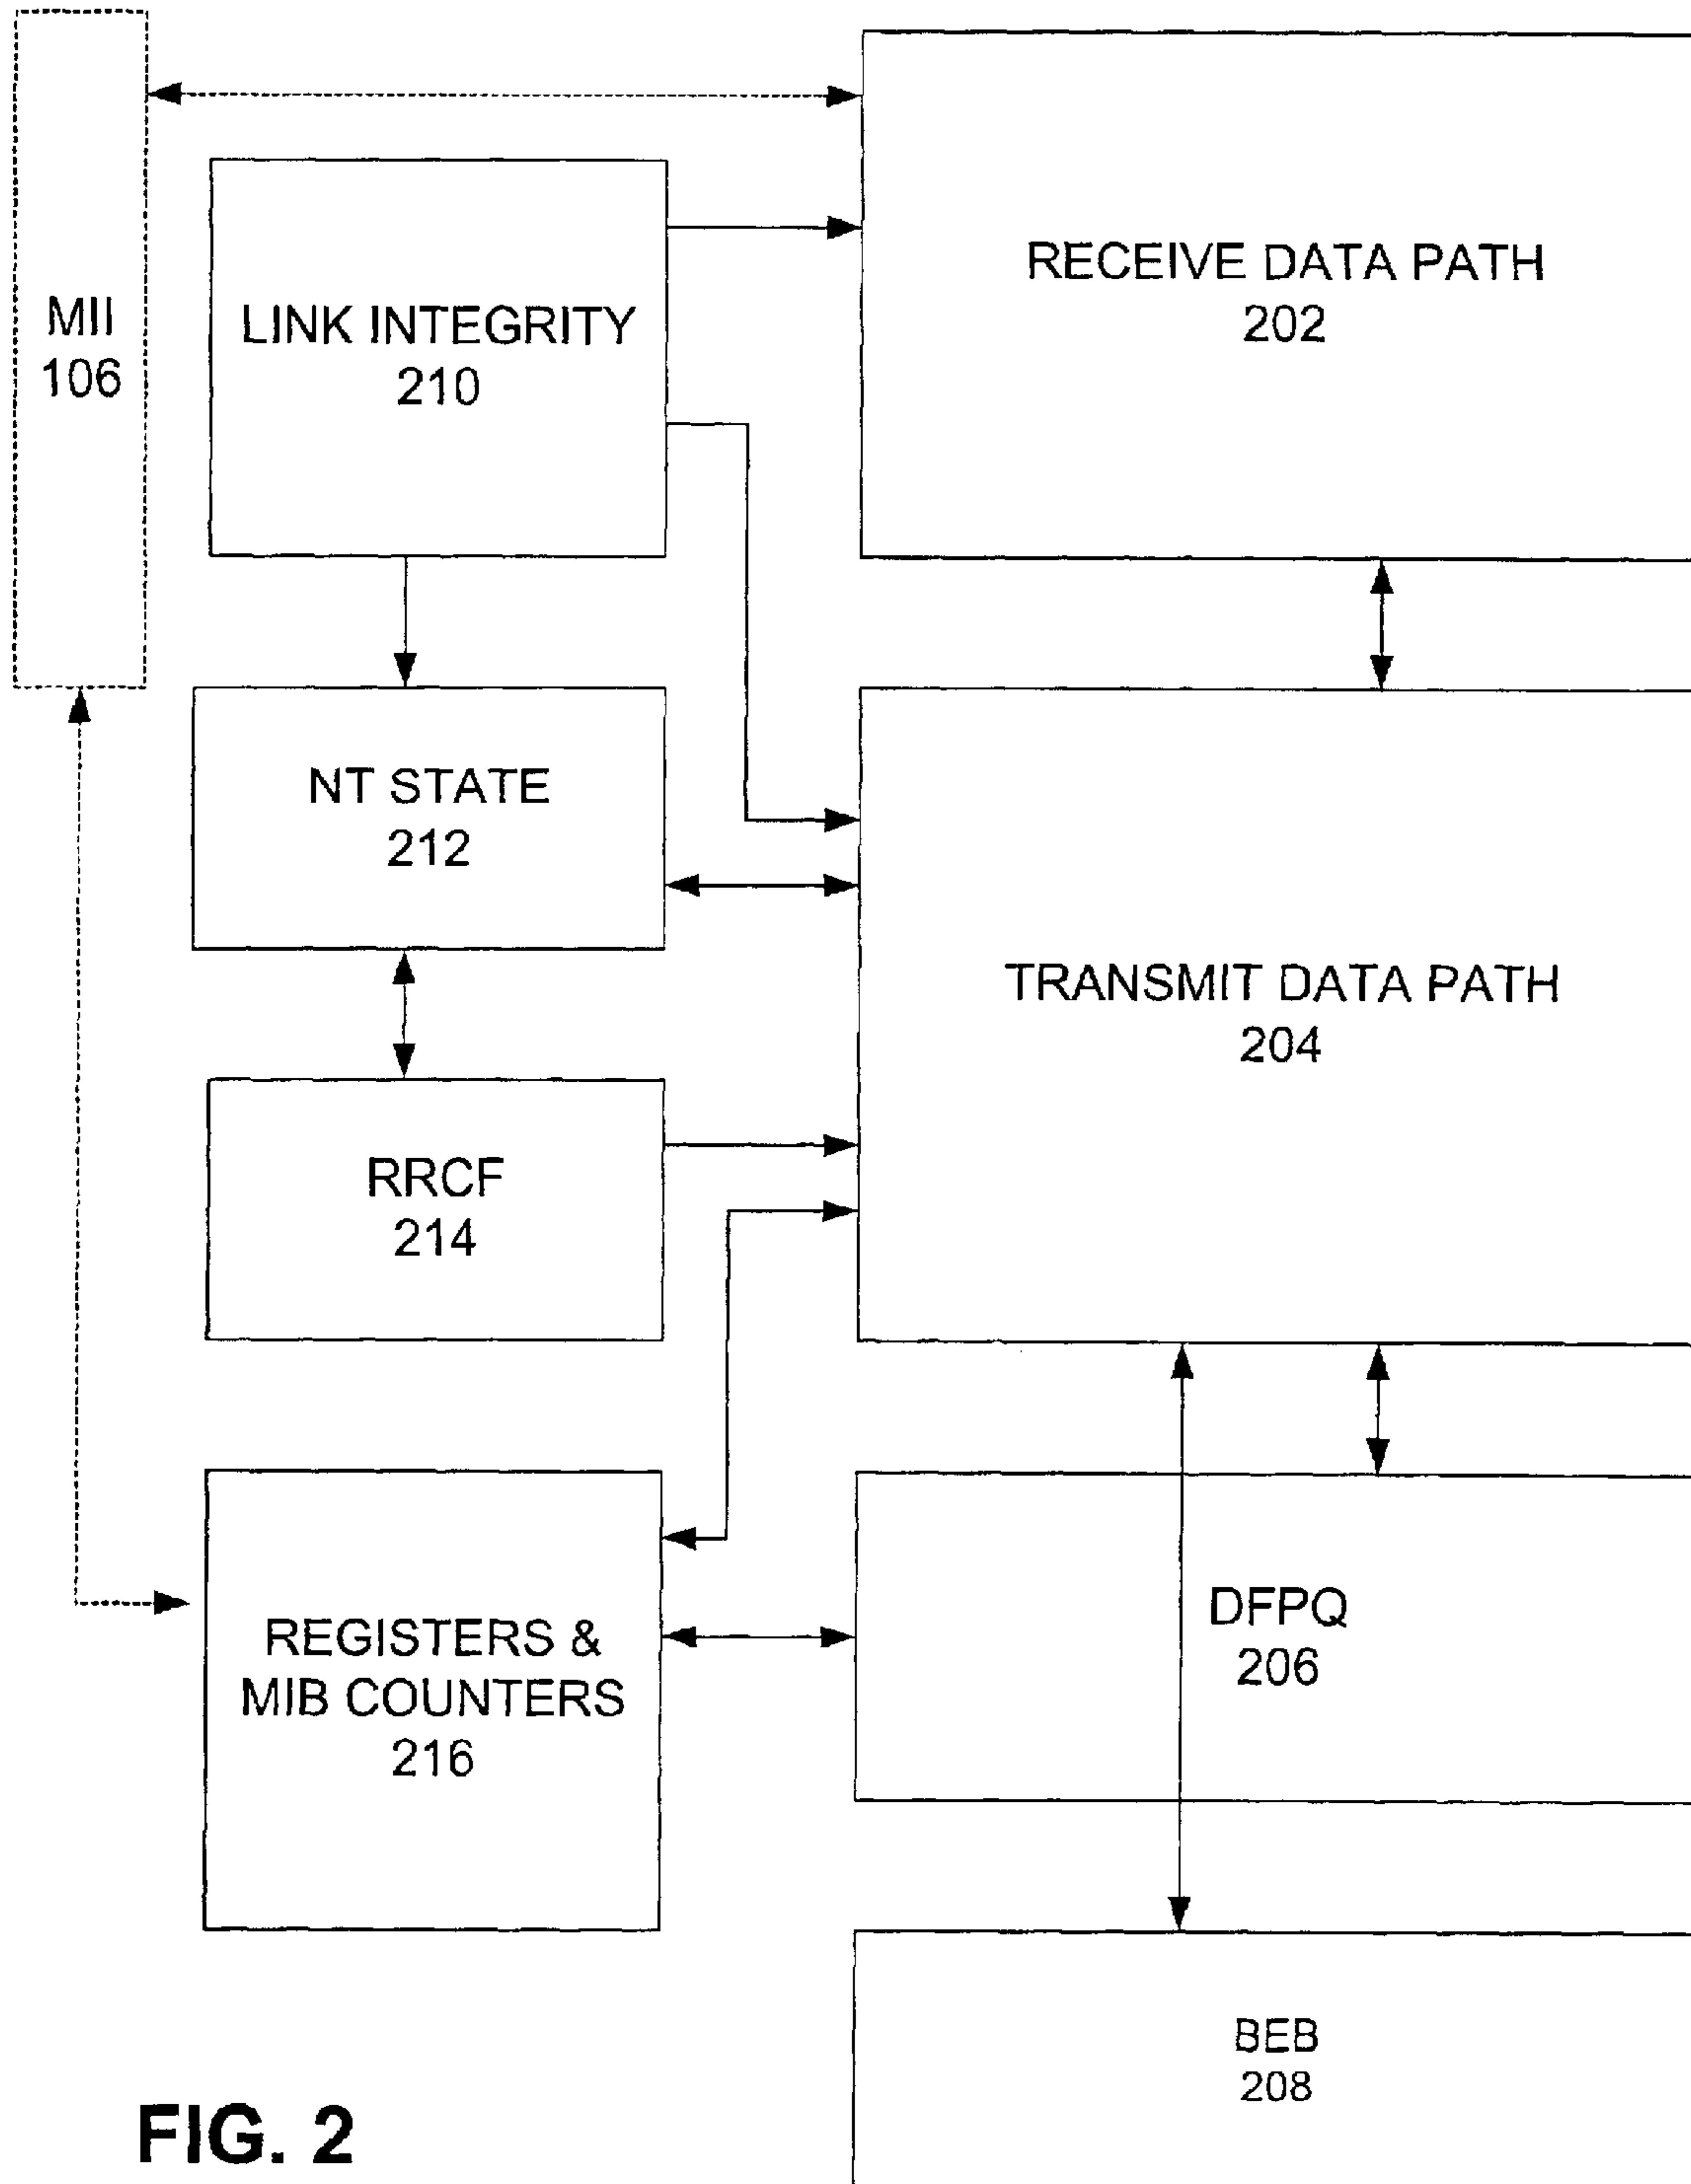 MII
106
LINK INTEGRITY
210
RECEIVE DATA PATH
202
NT STATE
212
TRANSMIT DATA PATH
204
RRCF
214
REGISTERS &
MIB COUNTERS
216
DFPQ
206
BEB
208
FIG. 2